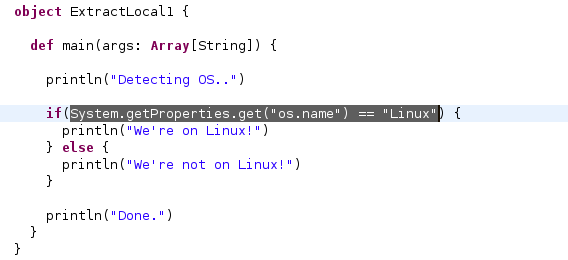 object ExtractLocal1 {
def main(args: Array[String]) {
println("Detecting OS..")
if(System.getProperties.get("os.name") == "Linux") {
println("We're on Linux!")
} else {
println("We're not on Linux!")
}
println("Done.")
}
}